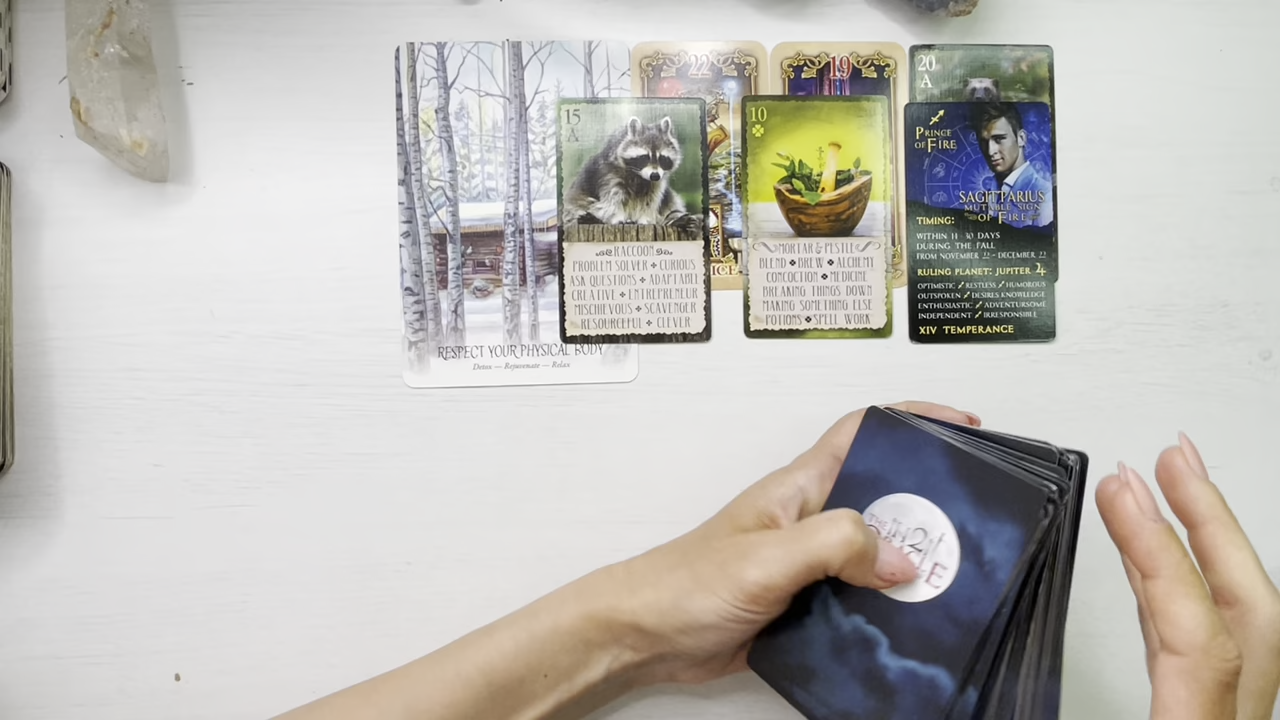 RESPECT YOUR PHYSICAL BODY
Detox — Rejuvenate — Relax
22
19
20
A
15
A
RACCOON
PROBLEM SOLVER ✦ CURIOUS
ASK QUESTIONS ✦ ADAPTABLE
CREATIVE ✦ ENTREPRENEUR
MISCHIEVOUS ✦ SCAVENGER
RESOURCEFUL ✦ CLEVER
10
MORTAR & PESTLE
BLEND ❖ BREW ❖ ALCHEMY
CONCOCTION ❖ MEDICINE
BREAKING THINGS DOWN
MAKING SOMETHING ELSE
POTIONS ❖ SPELL WORK
PRINCE
OF FIRE
SAGITTARIUS
MUTABLE SIGN
OF FIRE
TIMING:
WITHIN 11-30 DAYS
DURING THE FALL
FROM NOVEMBER 22 - DECEMBER 22
RULING PLANET: JUPITER ♃
OPTIMISTIC RESTLESS HUMOROUS
OUTSPOKEN DESIRES KNOWLEDGE
ENTHUSIASTIC ADVENTURSOME
INDEPENDENT IRRESPONSIBLE
XIV TEMPERANCE
THE